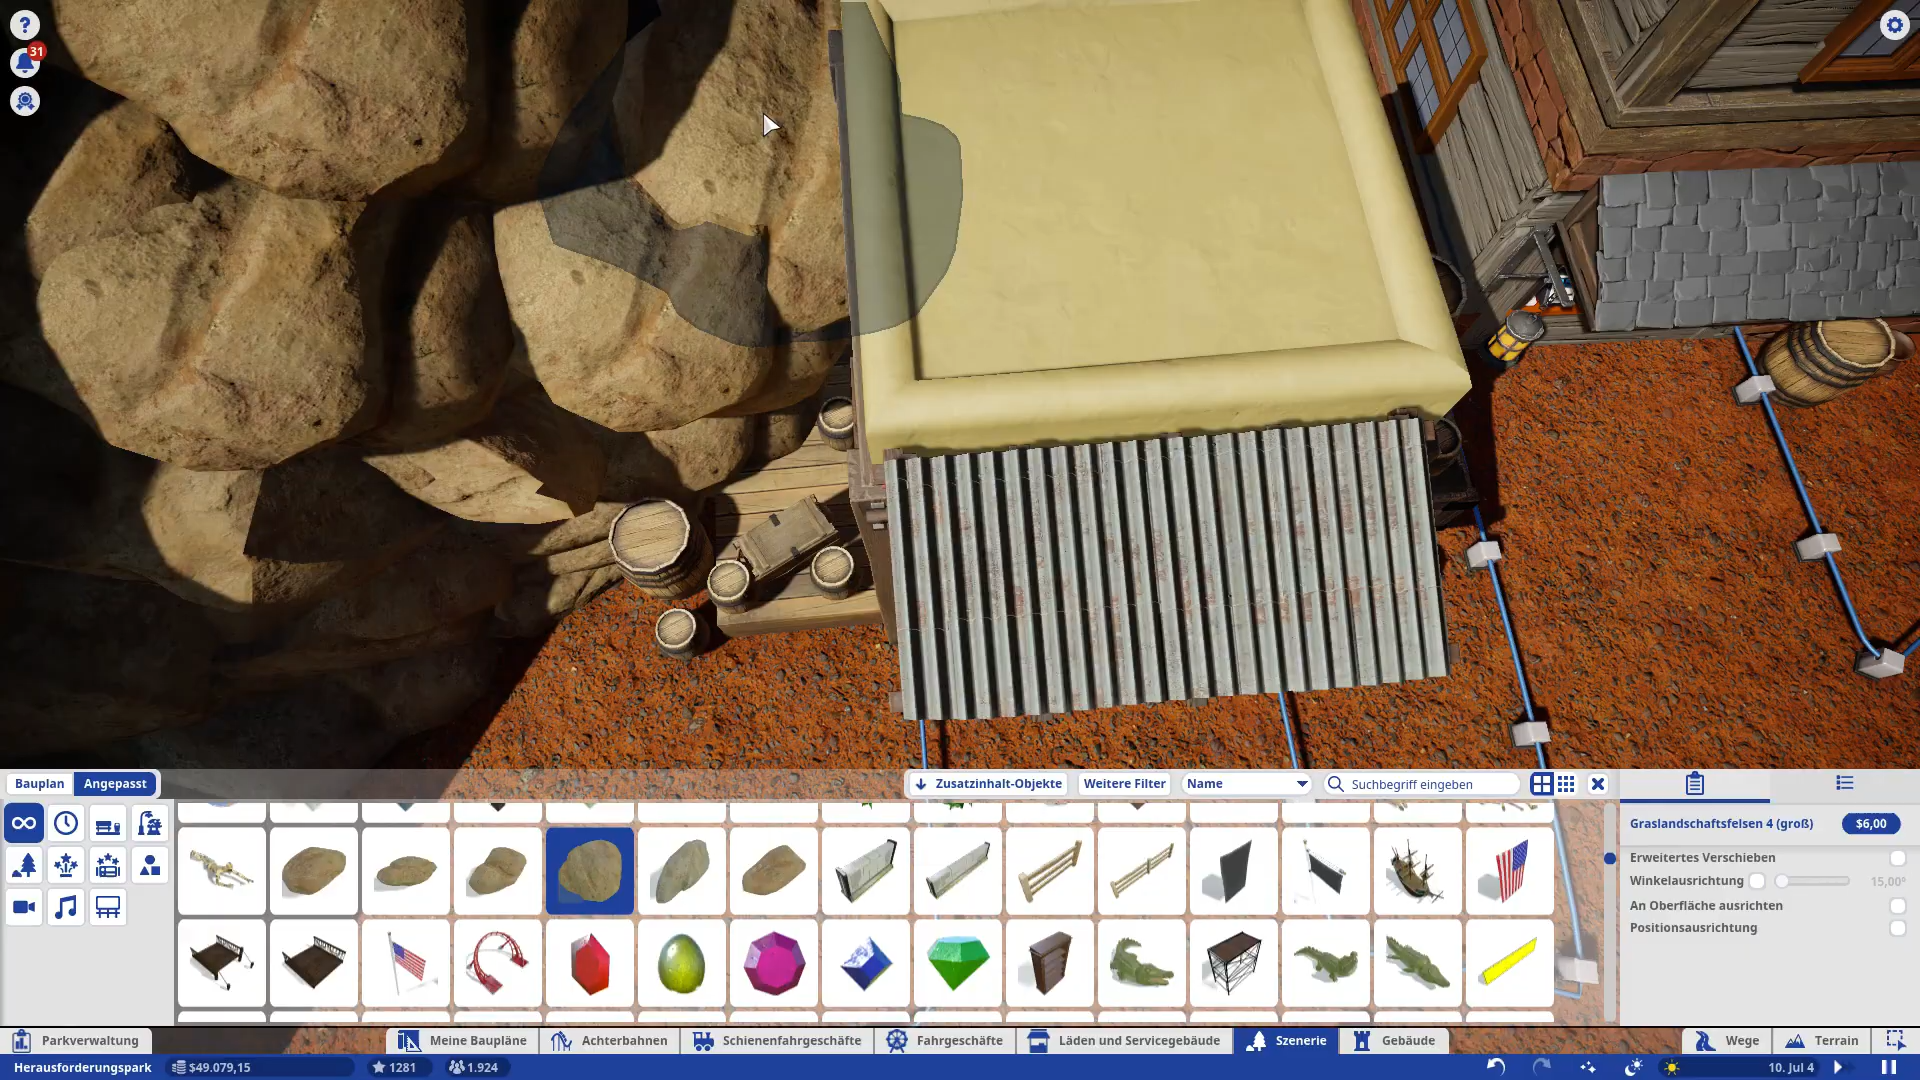 ?
31
Bauplan
Angepasst
Zusatzinhalt-Objekte
Weitere Filter
Name
Suchbegriff eingeben
Graslandschaftsfelsen 4 (groß)
$6,00
Erweitertes Verschieben
Winkelausrichtung
15,00°
An Oberfläche ausrichten
Positionsausrichtung
Parkverwaltung
Meine Baupläne
Achterbahnen
Schienenfahrgeschäfte
Fahrgeschäfte
Läden und Servicegebäude
Szenerie
Gebäude
Wege
Terrain
Herausforderungspark
$49.079,15
1281
1.924
10. Jul 4